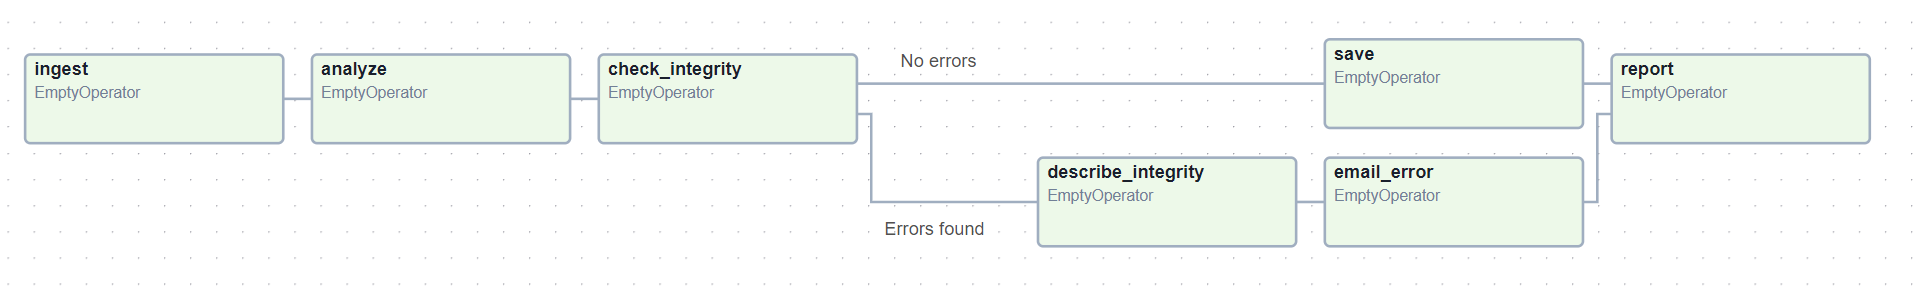 ingest
EmptyOperator
analyze
EmptyOperator
check_integrity
EmptyOperator
No errors
save
EmptyOperator
report
EmptyOperator
describe_integrity
EmptyOperator
email_error
EmptyOperator
Errors found